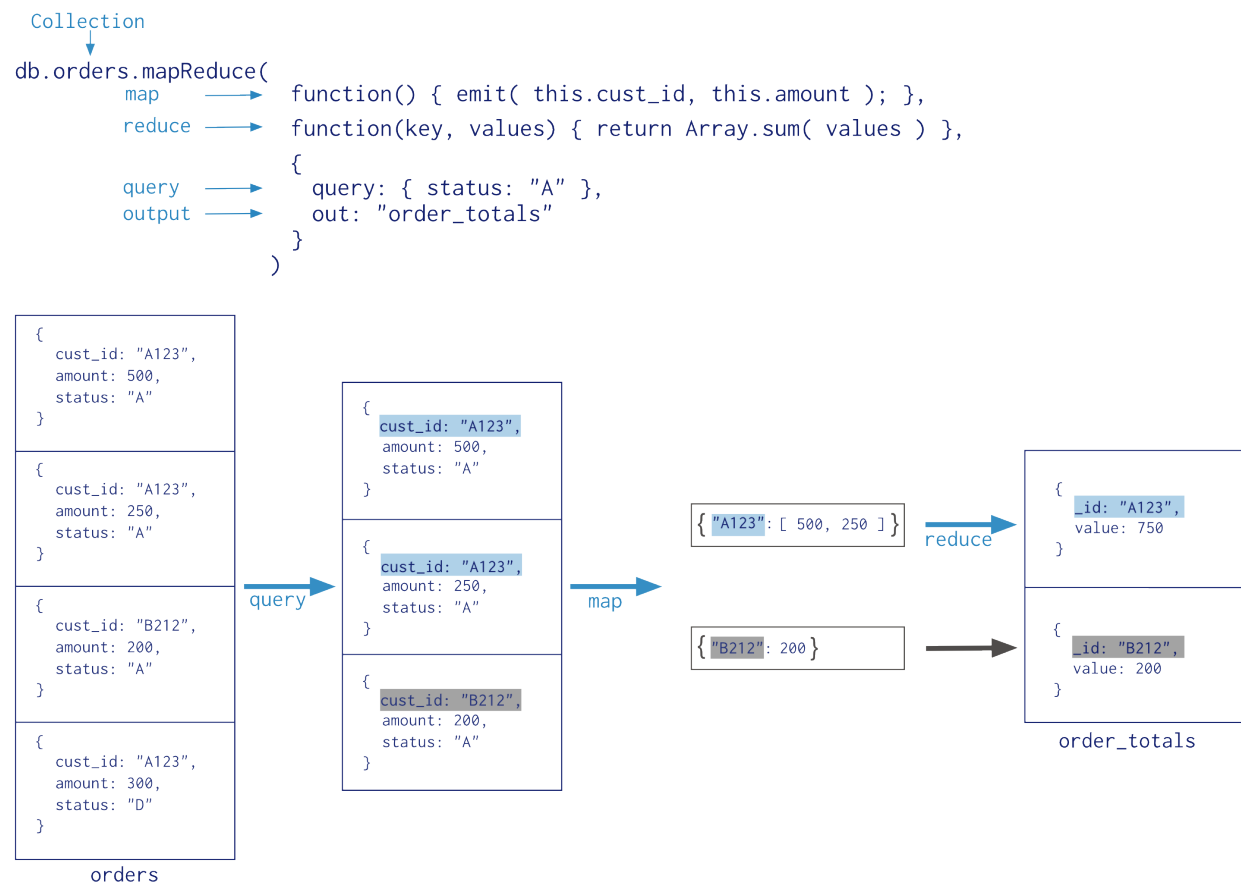 Collection
db.orders.mapReduce(
map function() { emit( this.cust_id, this.amount ); },
reduce function(key, values) { return Array.sum( values ) },
{
query query: { status: "A" },
output out: "order_totals"
}
)
{
cust_id: "A123",
amount: 500,
status: "A"
}
{
cust_id: "A123",
amount: 250,
status: "A"
}
{
cust_id: "B212",
amount: 200,
status: "A"
}
{
cust_id: "A123",
amount: 300,
status: "D"
}
orders
query
{
cust_id: "A123",
amount: 500,
status: "A"
}
{
cust_id: "A123",
amount: 250,
status: "A"
}
{
cust_id: "B212",
amount: 200,
status: "A"
}
map
{ "A123": [ 500, 250 ] }
{ "B212": 200 }
reduce
{
_id: "A123",
value: 750
}
{
_id: "B212",
value: 200
}
order_totals